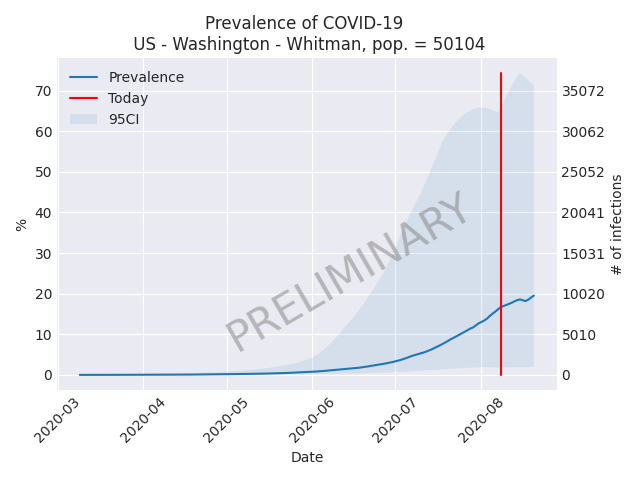 Prevalence of COVID-19
US - Washington - Whitman, pop. = 50104
Prevalence
Today
95CI
PRELIMINARY
70
60
50
40
30
20
10
0
%
35072
30062
25052
20041
15031
10020
5010
0
# of infections
2020-03
2020-04
2020-05
2020-06
2020-07
2020-08
Date